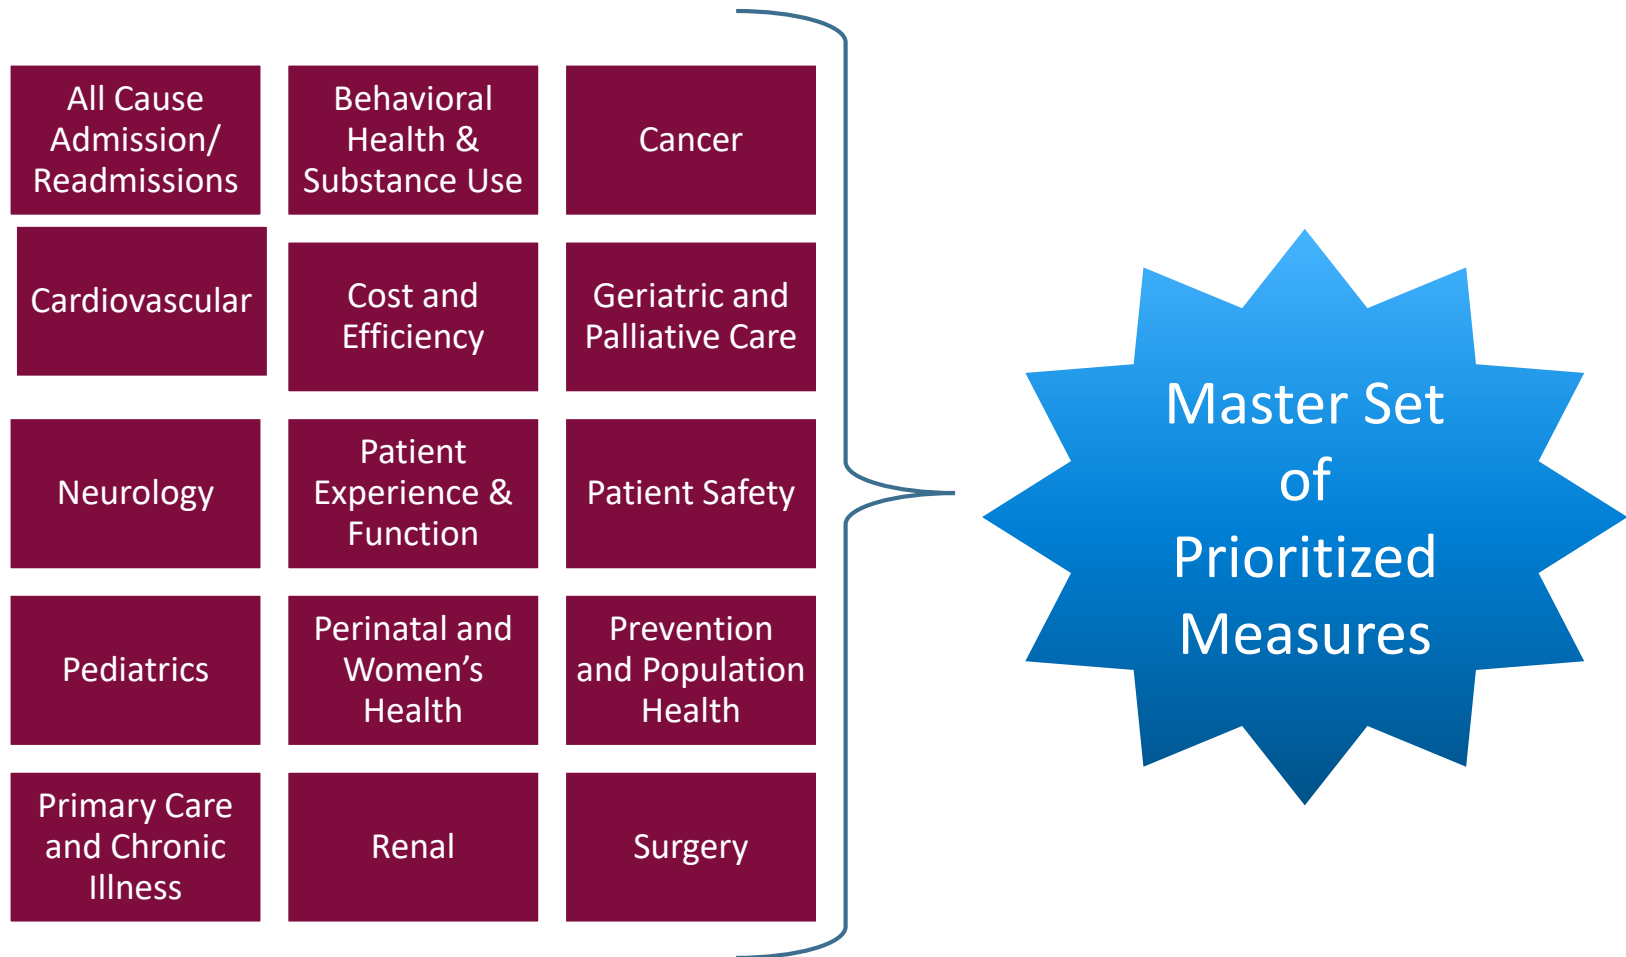 All Cause
Admission/
Readmissions
Behavioral
Health &
Substance Use
Cancer
Cardiovascular
Cost and
Efficiency
Geriatric and
Palliative Care
Neurology
Patient
Experience &
Function
Patient Safety
Pediatrics
Perinatal and
Women’s
Health
Prevention
and Population
Health
Primary Care
and Chronic
Illness
Renal
Surgery
Master Set
of
Prioritized
Measures